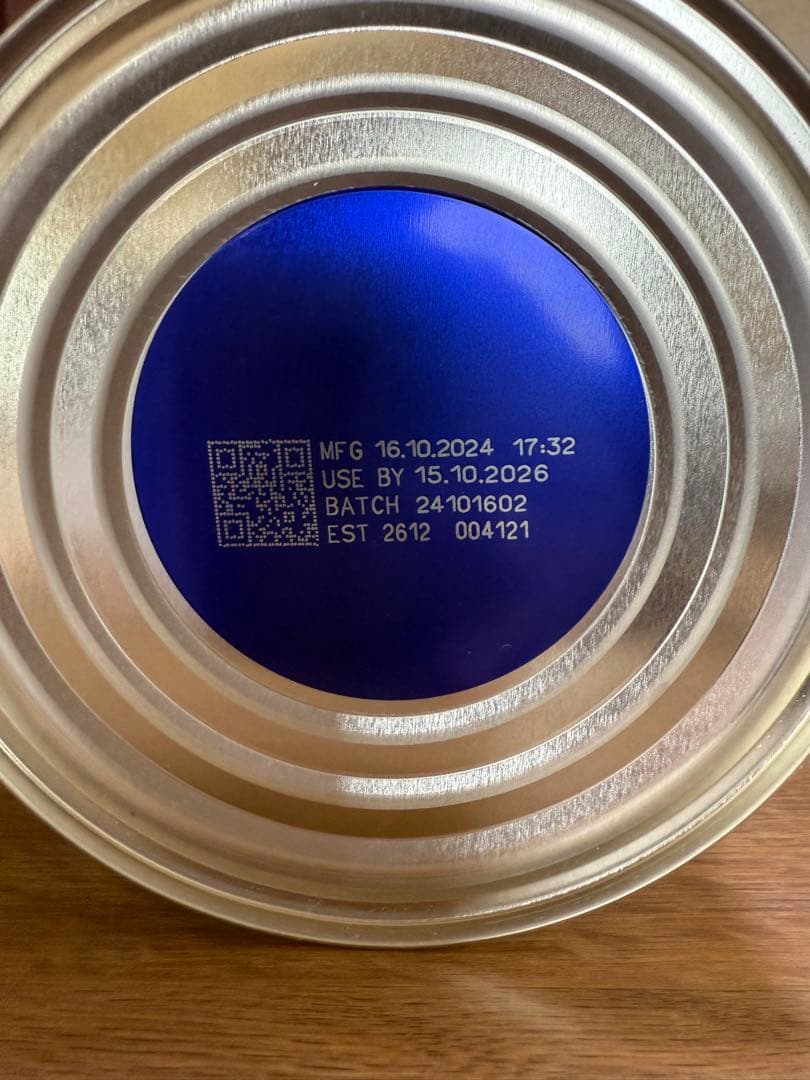 MFG 16.10.2024 17:32
USE BY 15.10.2026
BATCH 24101602
EST 2612 004121